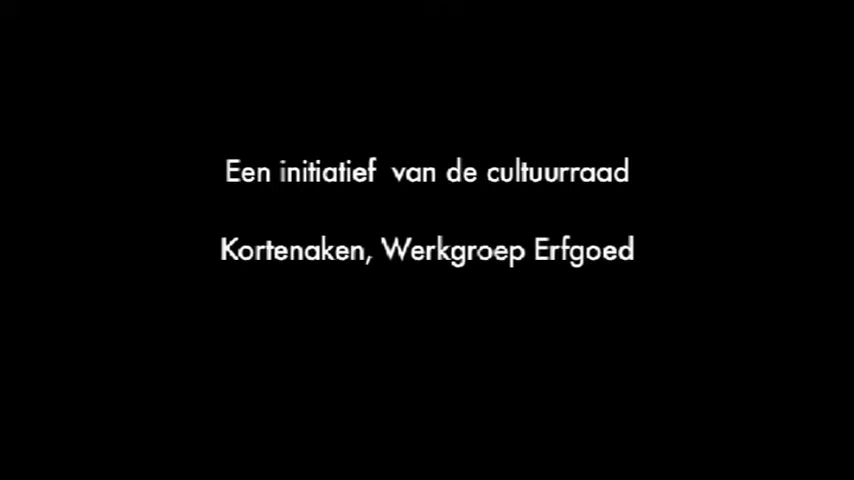 Een initiatief van de cultuurraad
Kortenaken, Werkgroep Erfgoed